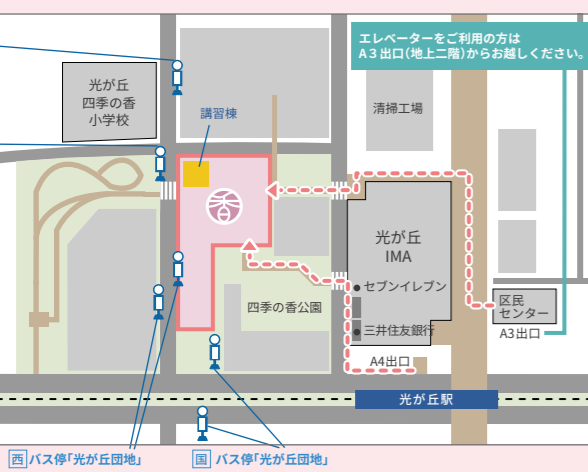 エレベーターをご利用の方は
A3出口(地上二階)からお越しください。
光が丘
四季の香
小学校
講習棟
清掃工場
光が丘
IMA
セブンイレブン
四季の香公園
三井住友銀行
区民
センター
A3出口
A4出口
光が丘駅
西 バス停「光が丘団地」
国 バス停「光が丘団地」